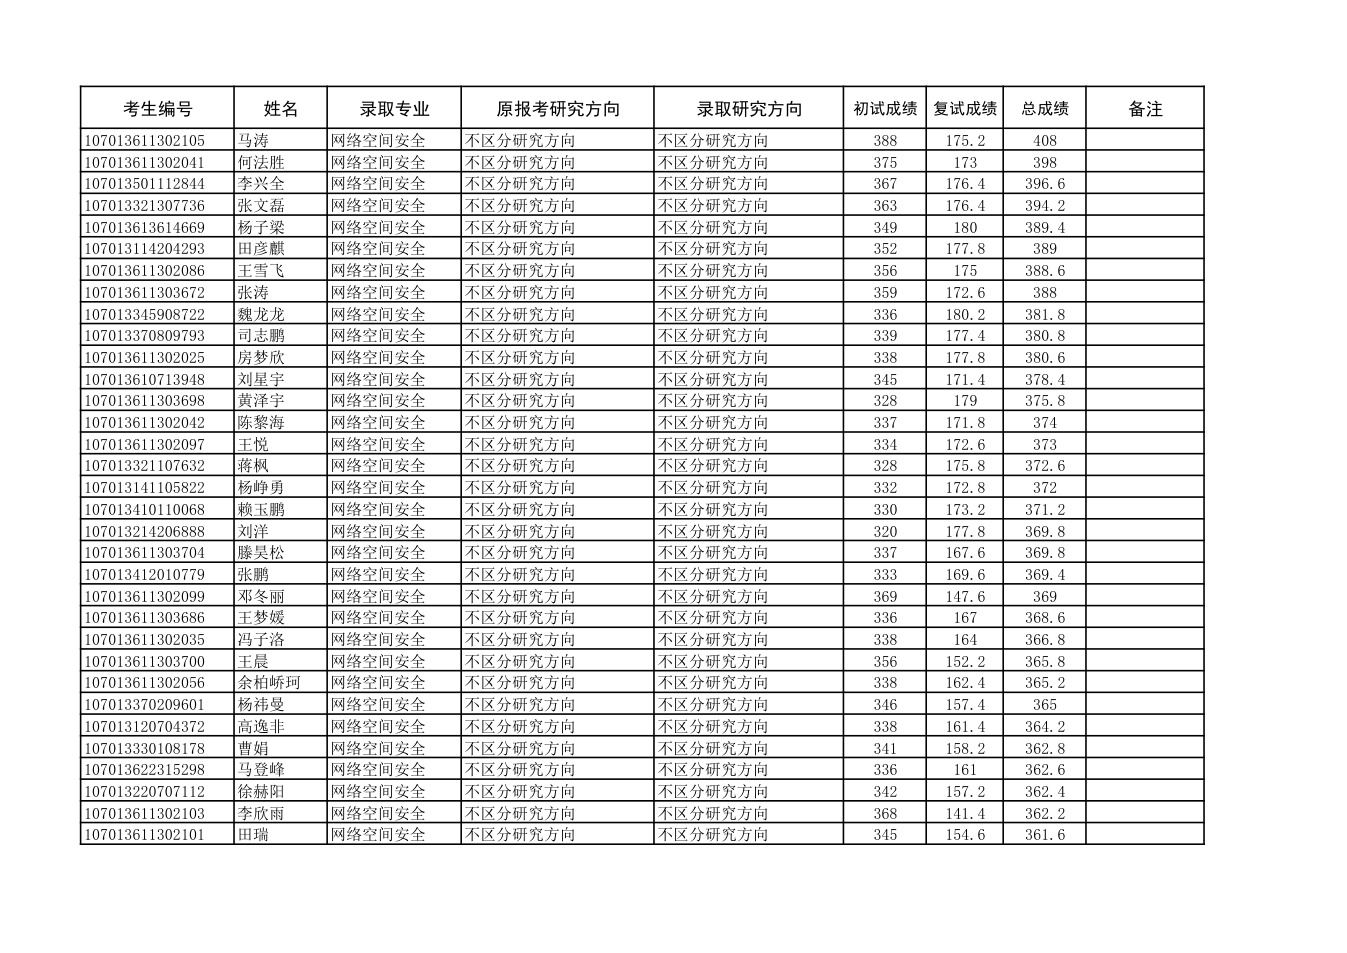 考生编号 姓名 录取专业 原报考研究方向 录取研究方向 初试成绩 复试成绩 总成绩 备注
107013611302105 马涛 网络空间安全 不区分研究方向 不区分研究方向 388 175.2 408
107013611302041 何法胜 网络空间安全 不区分研究方向 不区分研究方向 375 173 398
107013501112844 李兴全 网络空间安全 不区分研究方向 不区分研究方向 367 176.4 396.6
107013321307736 张文磊 网络空间安全 不区分研究方向 不区分研究方向 363 176.4 394.2
107013613614669 杨子梁 网络空间安全 不区分研究方向 不区分研究方向 349 180 389.4
107013114204293 田彦麒 网络空间安全 不区分研究方向 不区分研究方向 352 177.8 389
107013611302086 王雪飞 网络空间安全 不区分研究方向 不区分研究方向 356 175 388.6
107013611303672 张涛 网络空间安全 不区分研究方向 不区分研究方向 359 172.6 388
107013345908722 魏龙龙 网络空间安全 不区分研究方向 不区分研究方向 336 180.2 381.8
107013370809793 司志鹏 网络空间安全 不区分研究方向 不区分研究方向 339 177.4 380.8
107013611302025 房梦欣 网络空间安全 不区分研究方向 不区分研究方向 338 177.8 380.6
107013610713948 刘星宇 网络空间安全 不区分研究方向 不区分研究方向 345 171.4 378.4
107013611303698 黄泽宇 网络空间安全 不区分研究方向 不区分研究方向 328 179 375.8
107013611302042 陈黎海 网络空间安全 不区分研究方向 不区分研究方向 337 171.8 374
107013611302097 王悦 网络空间安全 不区分研究方向 不区分研究方向 334 172.6 373
107013321107632 蒋枫 网络空间安全 不区分研究方向 不区分研究方向 328 175.8 372.6
107013141105822 杨峥勇 网络空间安全 不区分研究方向 不区分研究方向 332 172.8 372
107013410110068 赖玉鹏 网络空间安全 不区分研究方向 不区分研究方向 330 173.2 371.2
107013214206888 刘洋 网络空间安全 不区分研究方向 不区分研究方向 320 177.8 369.8
107013611303704 滕昊松 网络空间安全 不区分研究方向 不区分研究方向 337 167.6 369.8
107013412010779 张鹏 网络空间安全 不区分研究方向 不区分研究方向 333 169.6 369.4
107013611302099 邓冬丽 网络空间安全 不区分研究方向 不区分研究方向 369 147.6 369
107013611303686 王梦媛 网络空间安全 不区分研究方向 不区分研究方向 336 167 368.6
107013611302035 冯子洛 网络空间安全 不区分研究方向 不区分研究方向 338 164 366.8
107013611303700 王晨 网络空间安全 不区分研究方向 不区分研究方向 356 152.2 365.8
107013611302056 余柏峤珂 网络空间安全 不区分研究方向 不区分研究方向 338 162.4 365.2
107013370209601 杨祎曼 网络空间安全 不区分研究方向 不区分研究方向 346 157.4 365
107013120704372 高逸非 网络空间安全 不区分研究方向 不区分研究方向 338 161.4 364.2
107013330108178 曹娟 网络空间安全 不区分研究方向 不区分研究方向 341 158.2 362.8
107013622315298 马登峰 网络空间安全 不区分研究方向 不区分研究方向 336 161 362.6
107013220707112 徐赫阳 网络空间安全 不区分研究方向 不区分研究方向 342 157.2 362.4
107013611302103 李欣雨 网络空间安全 不区分研究方向 不区分研究方向 368 141.4 362.2
107013611302101 田瑞 网络空间安全 不区分研究方向 不区分研究方向 345 154.6 361.6